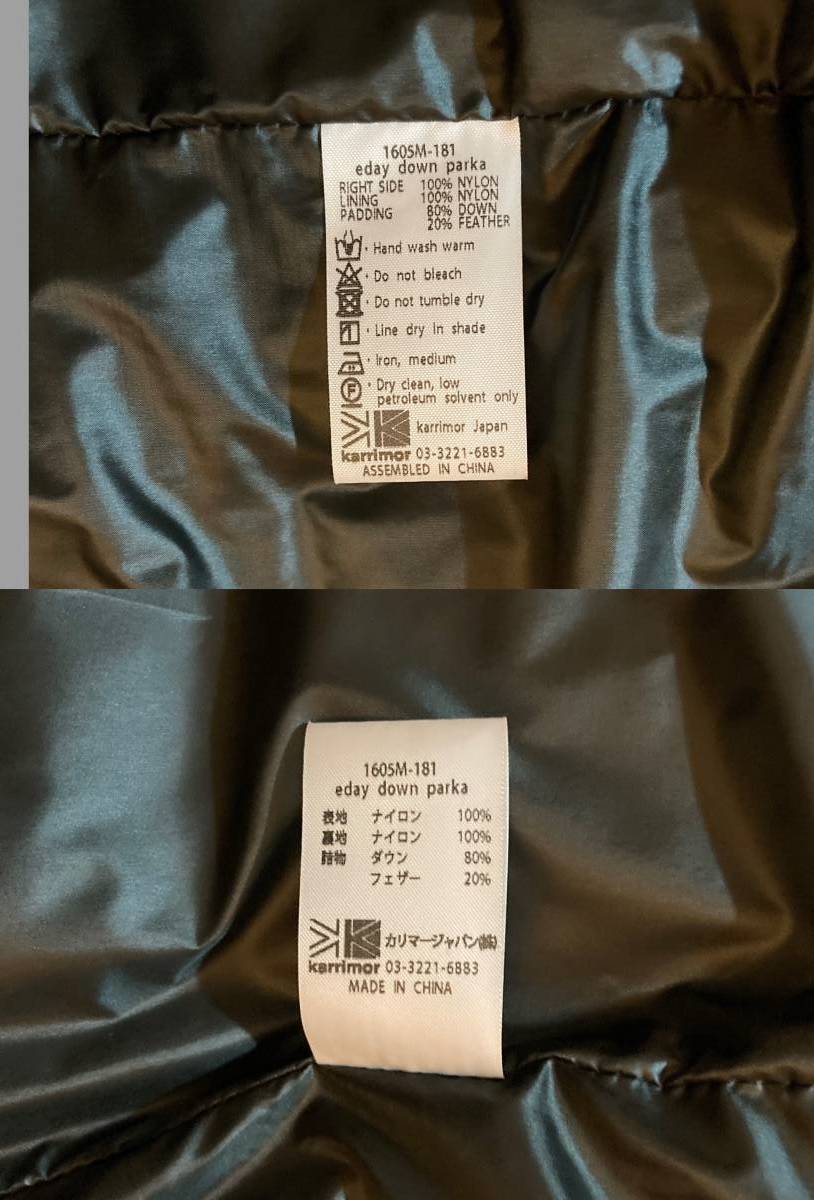 1605M-181
eday down parka
RIGHT SIDE 100% NYLON
LINING 100% NYLON
PADDING 80% DOWN
20% FEATHER
・Hand wash warm
・Do not bleach
・Do not tumble dry
・Line dry in shade
・Iron, medium
F ・Dry clean, low
petroleum solvent only
karrimor Japan
karrimor 03-3221-6883
ASSEMBLED IN CHINA
1605M-181
eday down parka
表地 ナイロン 100%
裏地 ナイロン 100%
詰物 ダウン 80%
フェザー 20%
カリマージャパン(株)
karrimor 03-3221-6883
MADE IN CHINA